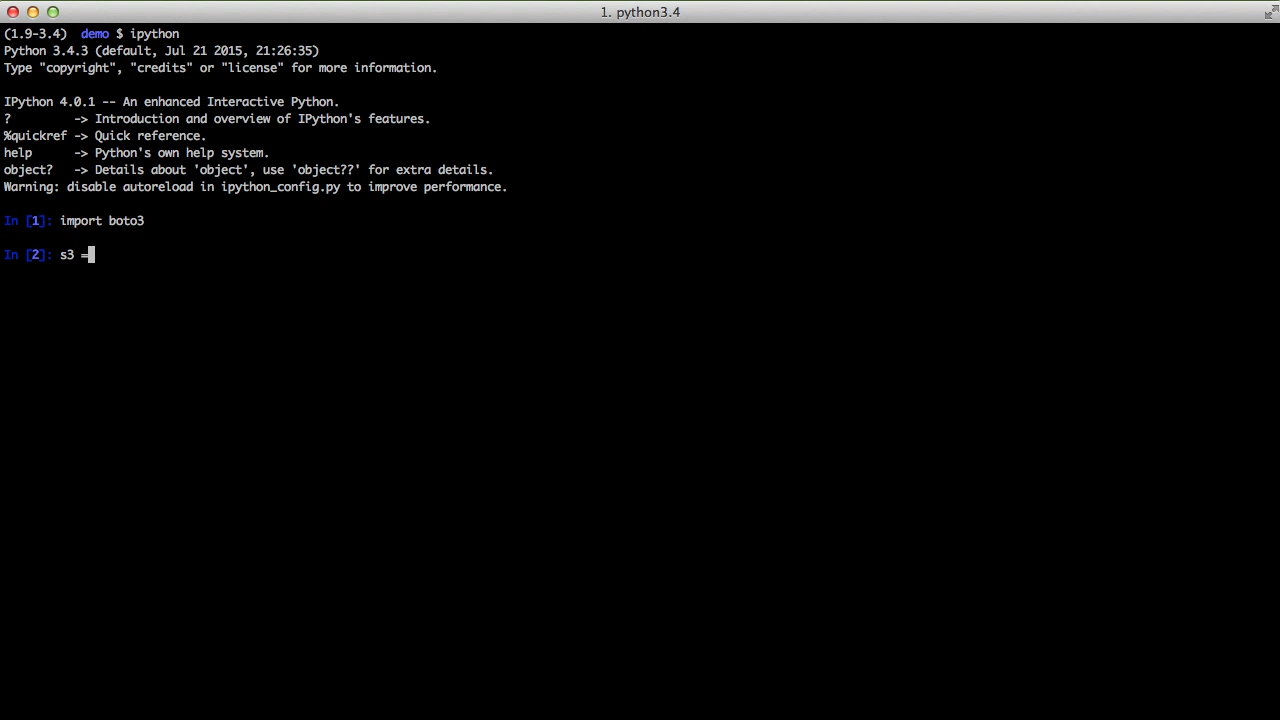 1. python3.4
(1.9-3.4)  demo $ ipython
Python 3.4.3 (default, Jul 21 2015, 21:26:35)
Type "copyright", "credits" or "license" for more information.
IPython 4.0.1 -- An enhanced Interactive Python.
?         -> Introduction and overview of IPython's features.
%quickref -> Quick reference.
help      -> Python's own help system.
object?   -> Details about 'object', use 'object??' for extra details.
Warning: disable autoreload in ipython_config.py to improve performance.
In [1]: import boto3
In [2]: s3 =